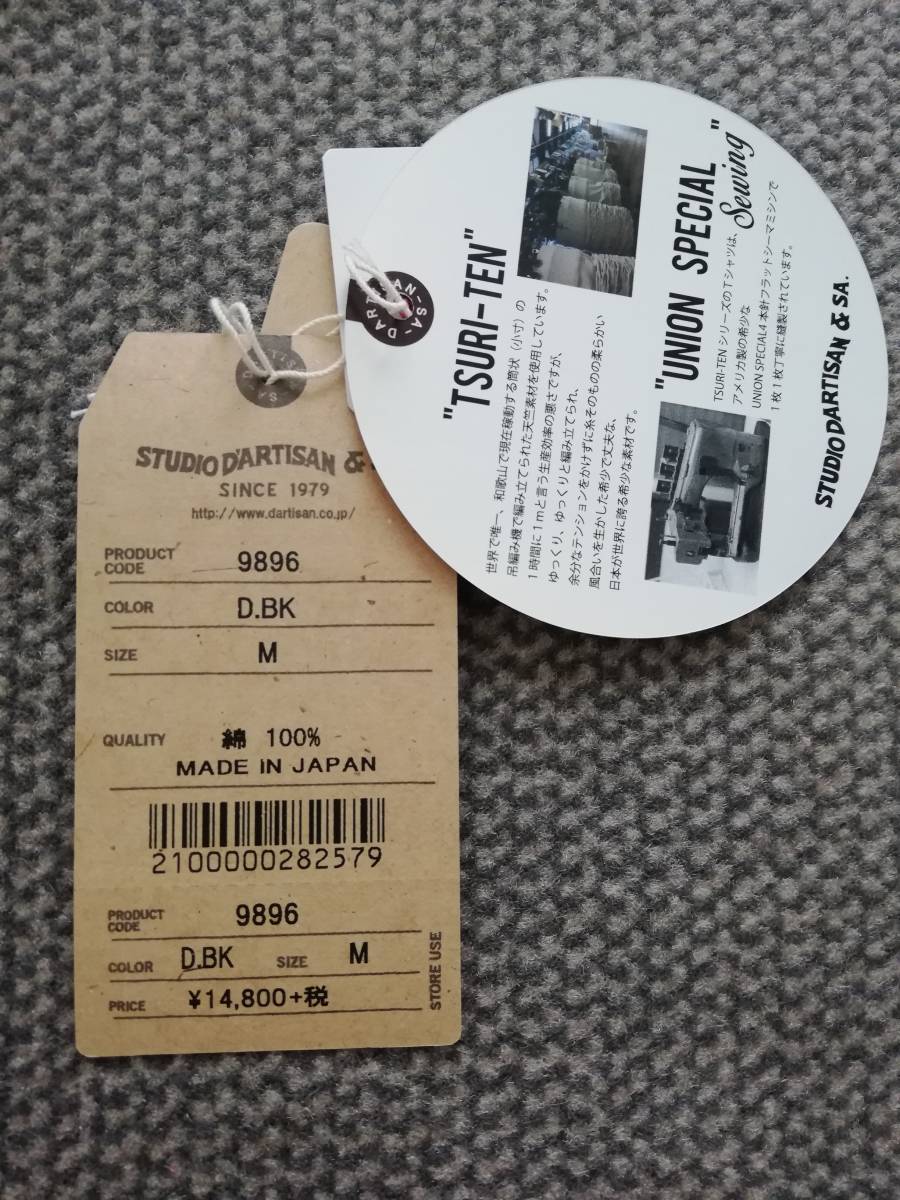 STUDIO D'ARTISAN &
SINCE 1979
http://www.dartisan.co.jp/
PRODUCT CODE 9896
COLOR D.BK
SIZE M
QUALITY 綿 100%
MADE IN JAPAN
2100000282579
PRODUCT CODE 9896
COLOR D.BK SIZE M
PRICE ¥14,800+税
STORE USE
DARTISAN-SA-
"TSURI-TEN"
世界で唯一、和歌山で現在稼動する筒状（小寸）の
吊編み機で編み立てられた天竺素材を使用しています。
1時間に1mと言う生産効率の悪さですが、
ゆっくり、ゆっくりと編み立てられ、
余分なテンションをかけずに糸そのものの柔らかい
風合いを生かした希少で丈夫な、
日本が世界に誇る希少な素材です。
"UNION SPECIAL"
Sewing
TSURI-TENシリーズのTシャツは、
アメリカ製の希少な
UNION SPECIAL4本針フラットシーマミシンで
1枚1枚丁寧に縫製されています。
STUDIO D'ARTISAN & SA.